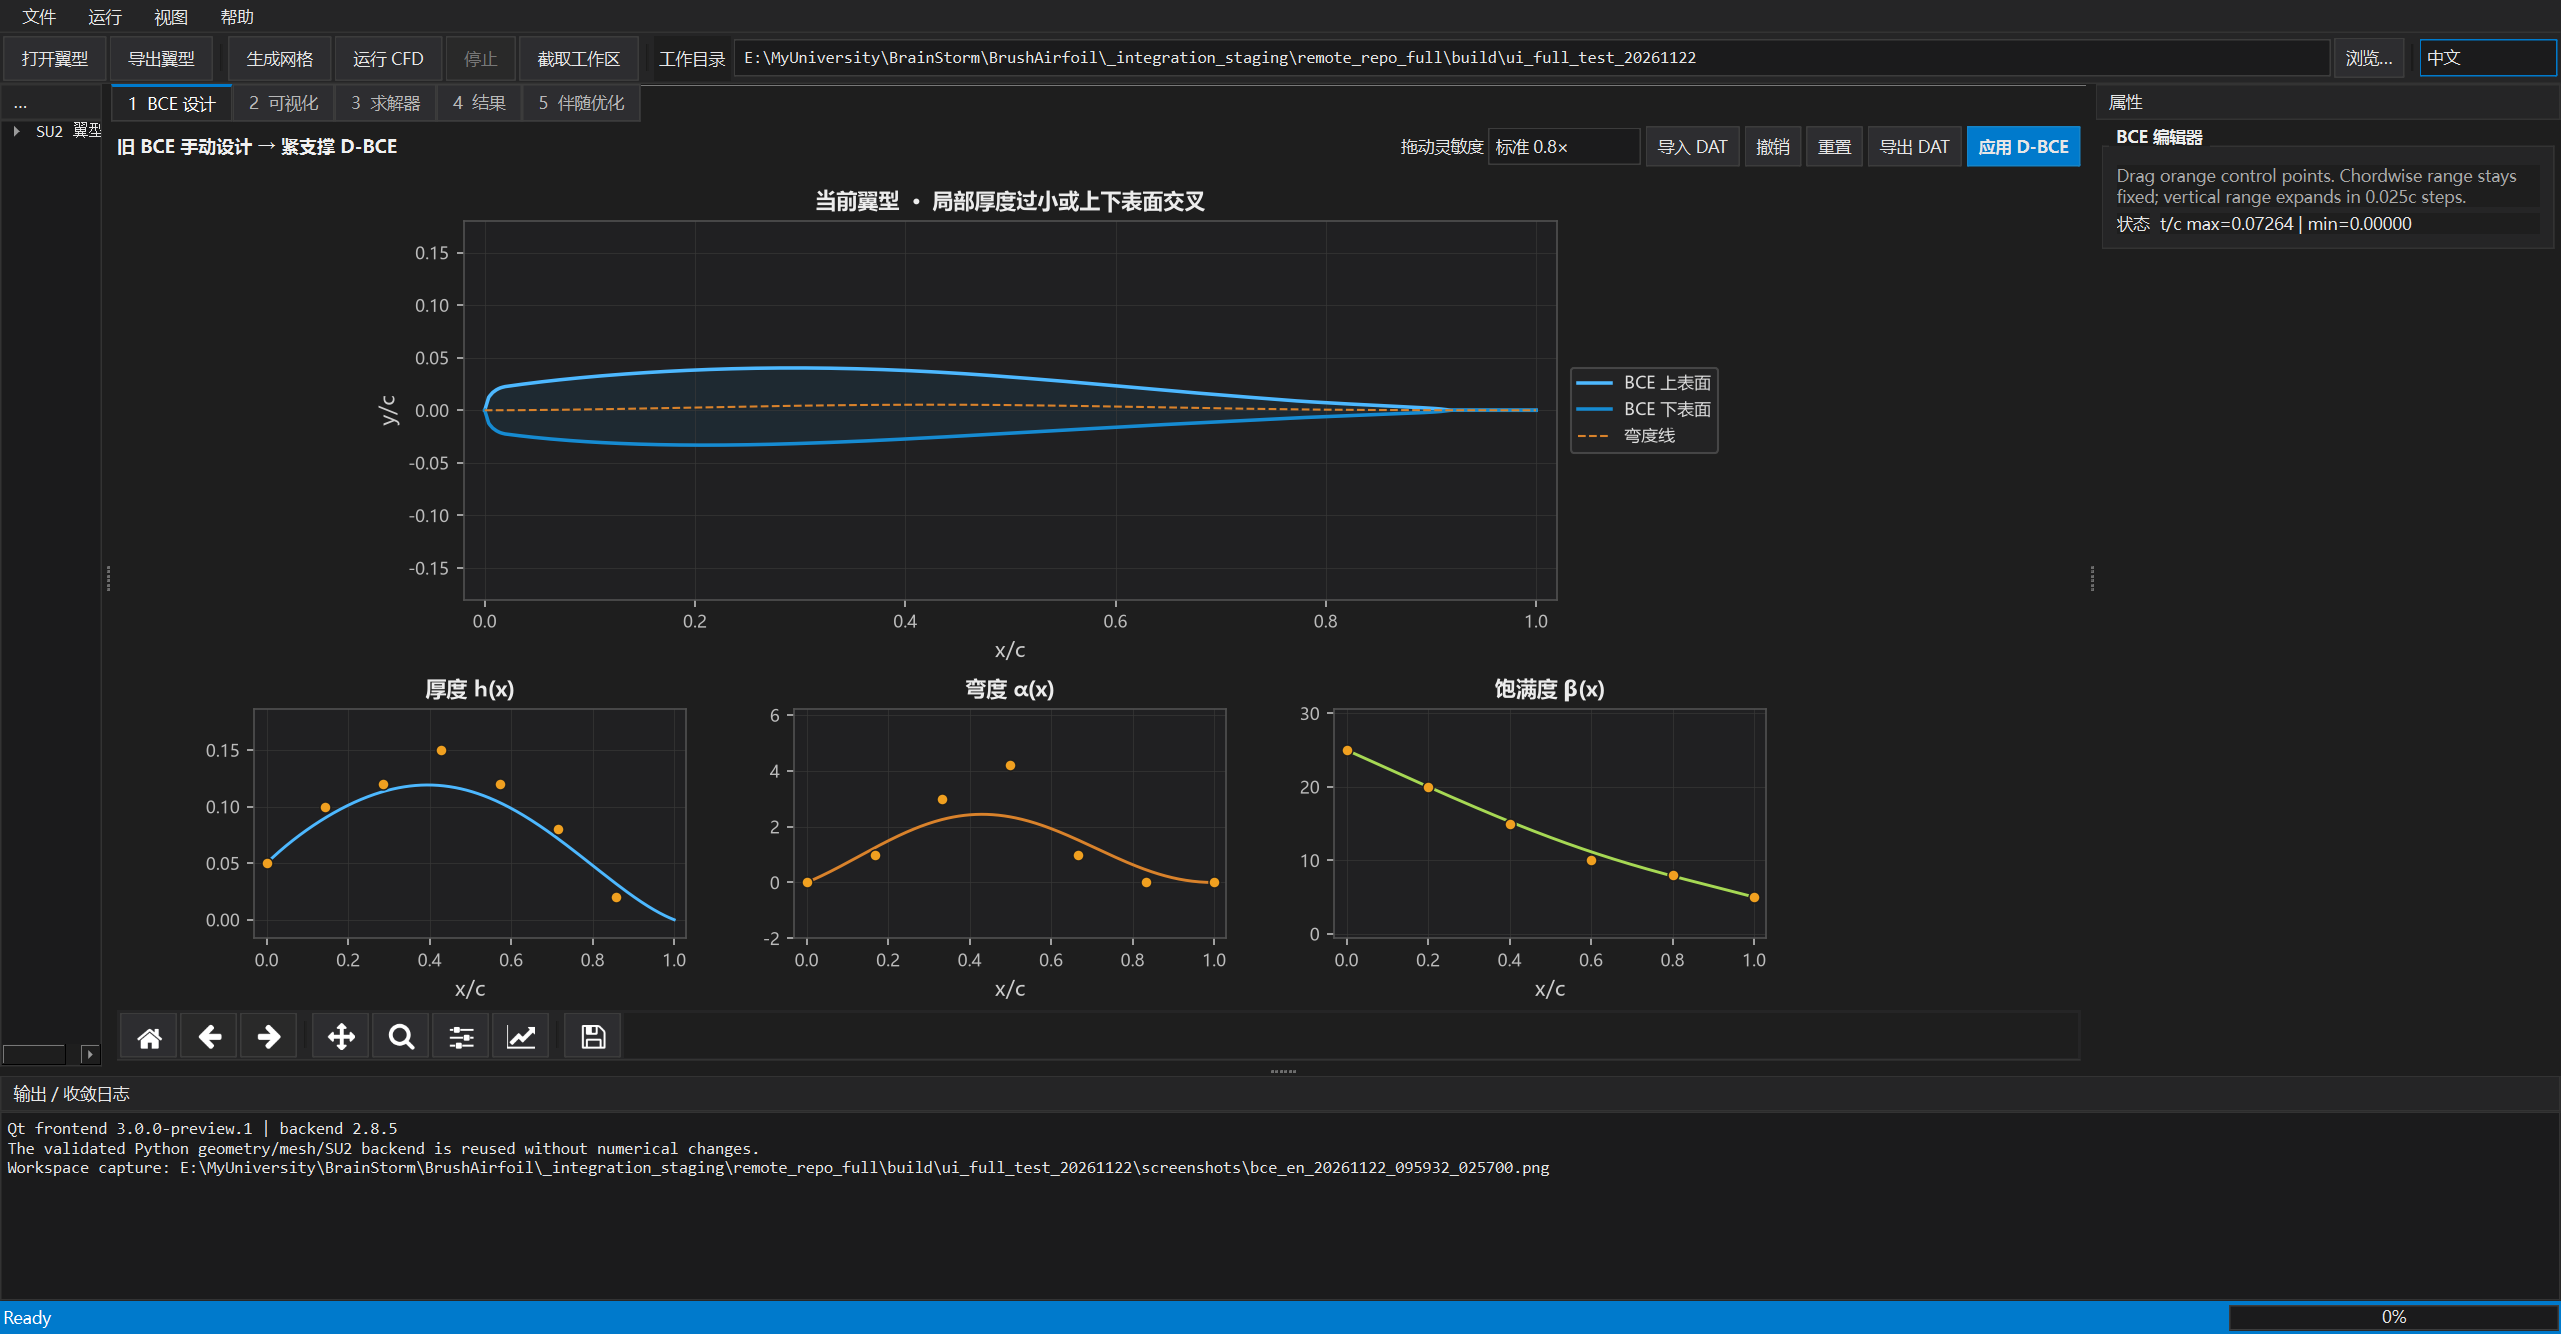 文件 运行 视图 帮助
打开翼型 导出翼型 生成网格 运行 CFD 停止 截取工作区 工作目录 E:\MyUniversity\BrainStorm\BrushAirfoil\_integration_staging\remote_repo_full\build\ui_full_test_20261122 浏览... 中文
... 1 BCE 设计 2 可视化 3 求解器 4 结果 5 伴随优化 属性
SU2 翼型
旧 BCE 手动设计 → 紧支撑 D-BCE 拖动灵敏度 标准 0.8× 导入 DAT 撤销 重置 导出 DAT 应用 D-BCE
BCE 编辑器
Drag orange control points. Chordwise range stays
fixed; vertical range expands in 0.025c steps.
状态 t/c max=0.07264 | min=0.00000
当前翼型 • 局部厚度过小或上下表面交叉
0.15
0.10
0.05
0.00
-0.05
-0.10
-0.15
y/c
BCE 上表面
BCE 下表面
弯度线
0.0 0.2 0.4 0.6 0.8 1.0
x/c
厚度 h(x)
0.15
0.10
0.05
0.00
0.0 0.2 0.4 0.6 0.8 1.0
x/c
弯度 α(x)
6
4
2
0
-2
0.0 0.2 0.4 0.6 0.8 1.0
x/c
饱满度 β(x)
30
20
10
0
0.0 0.2 0.4 0.6 0.8 1.0
x/c
输出 / 收敛日志
Qt frontend 3.0.0-preview.1 | backend 2.8.5
The validated Python geometry/mesh/SU2 backend is reused without numerical changes.
Workspace capture: E:\MyUniversity\BrainStorm\BrushAirfoil\_integration_staging\remote_repo_full\build\ui_full_test_20261122\screenshots\bce_en_20261122_095932_025700.png
Ready 0%